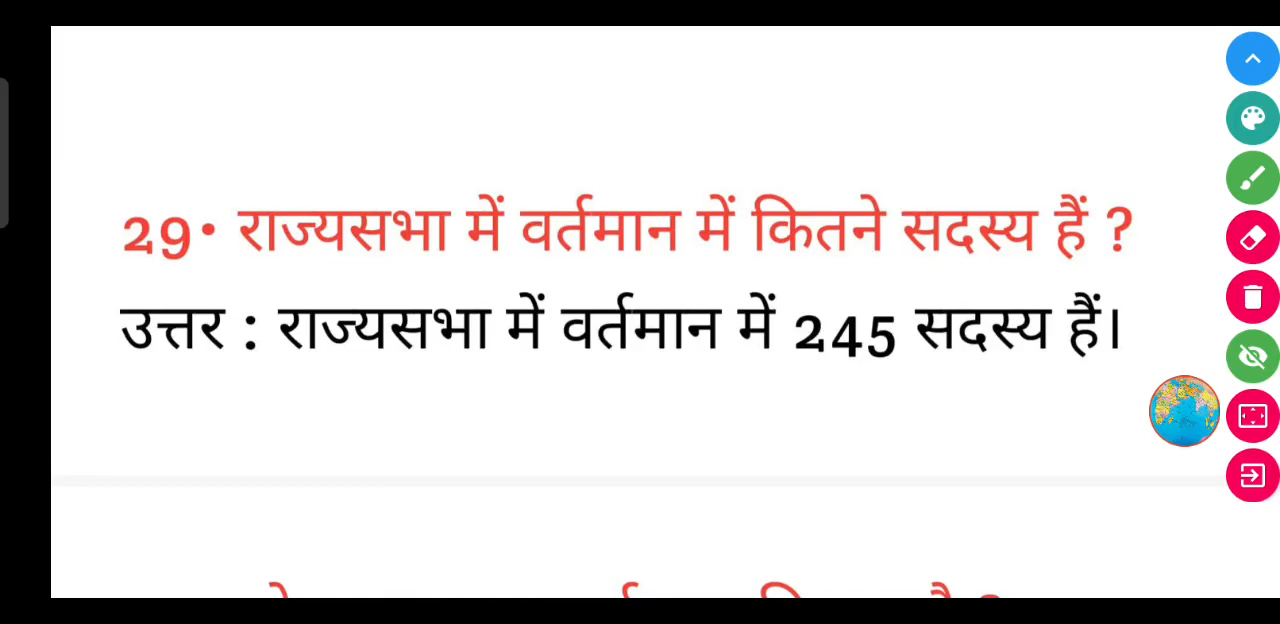 29• राज्यसभा में वर्तमान में कितने सदस्य हैं ?
उत्तर : राज्यसभा में वर्तमान में 245 सदस्य हैं।